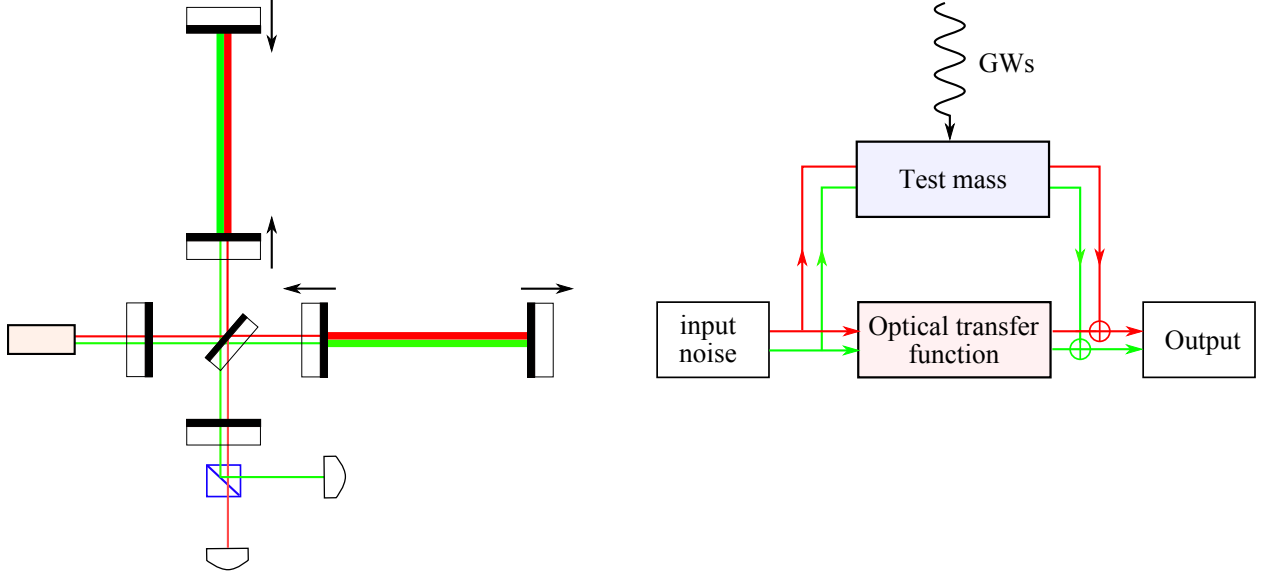 GWs
Test mass
input
noise
Optical transfer
function
Output